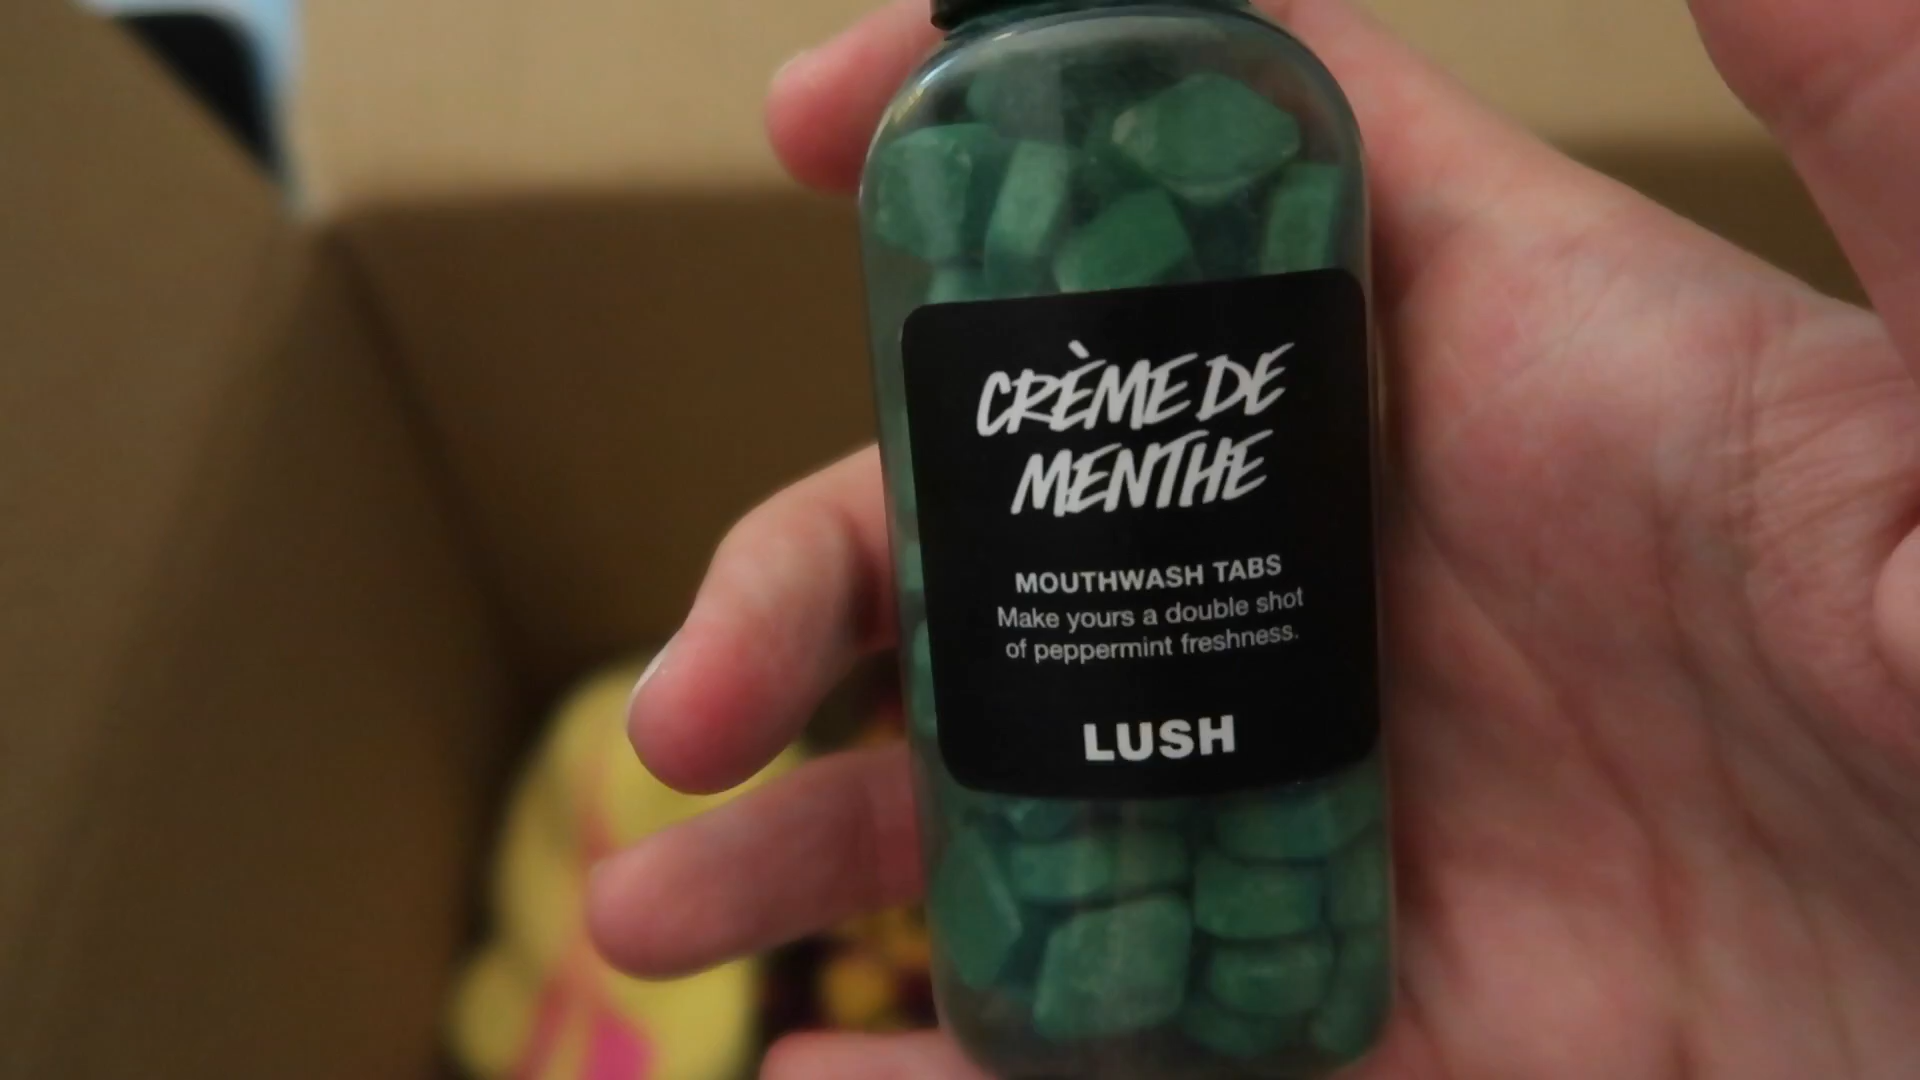 CRÈME DE
MENTHE
MOUTHWASH TABS
Make yours a double shot
of peppermint freshness.
LUSH